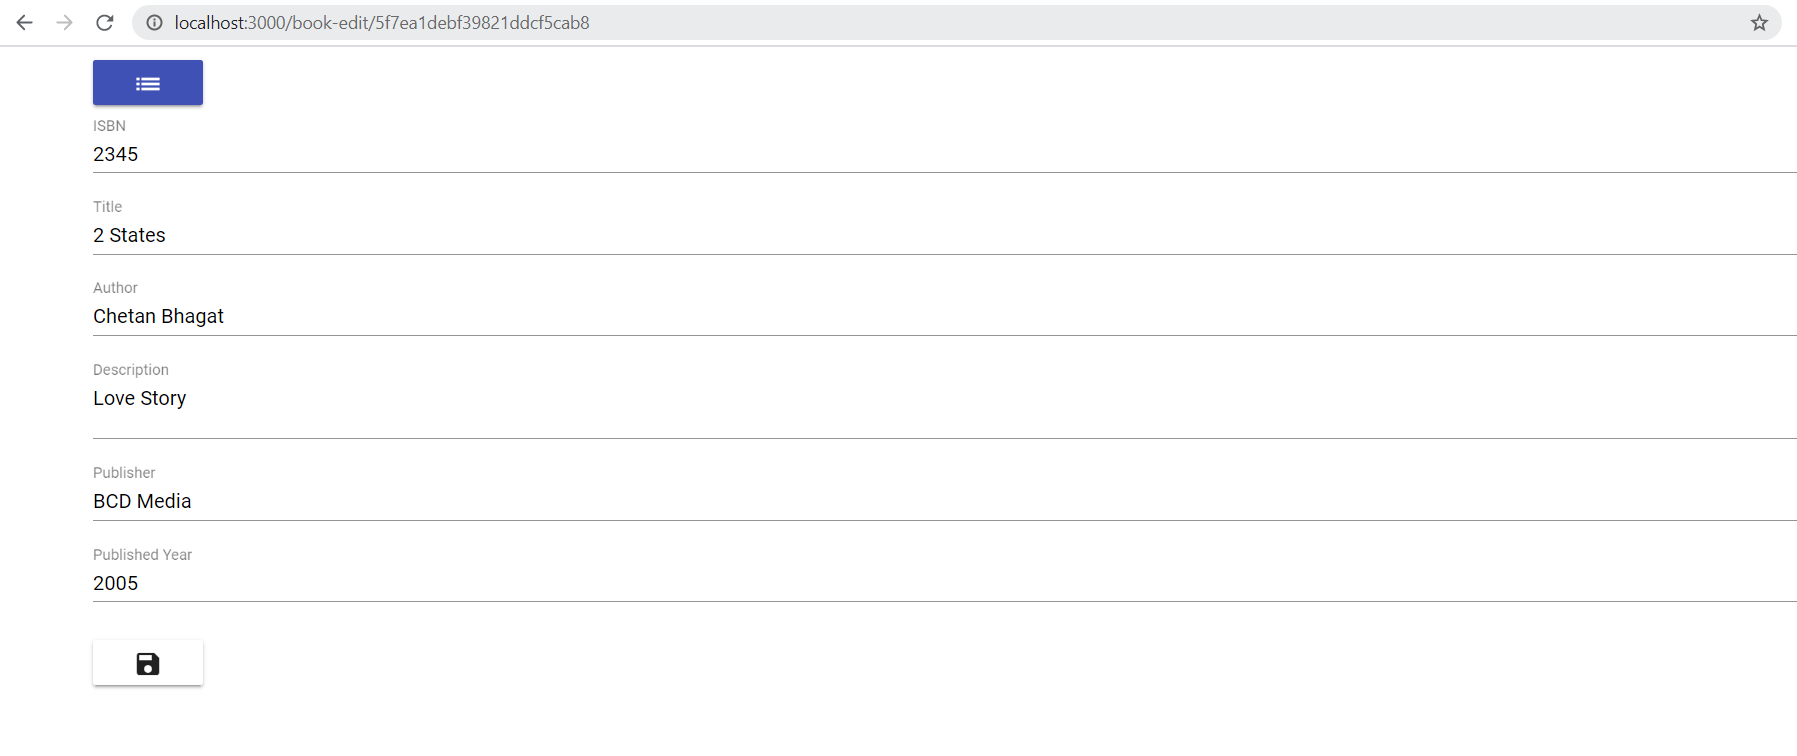 localhost:3000/book-edit/5f7ea1debf39821ddcf5cab8
ISBN
2345
Title
2 States
Author
Chetan Bhagat
Description
Love Story
Publisher
BCD Media
Published Year
2005